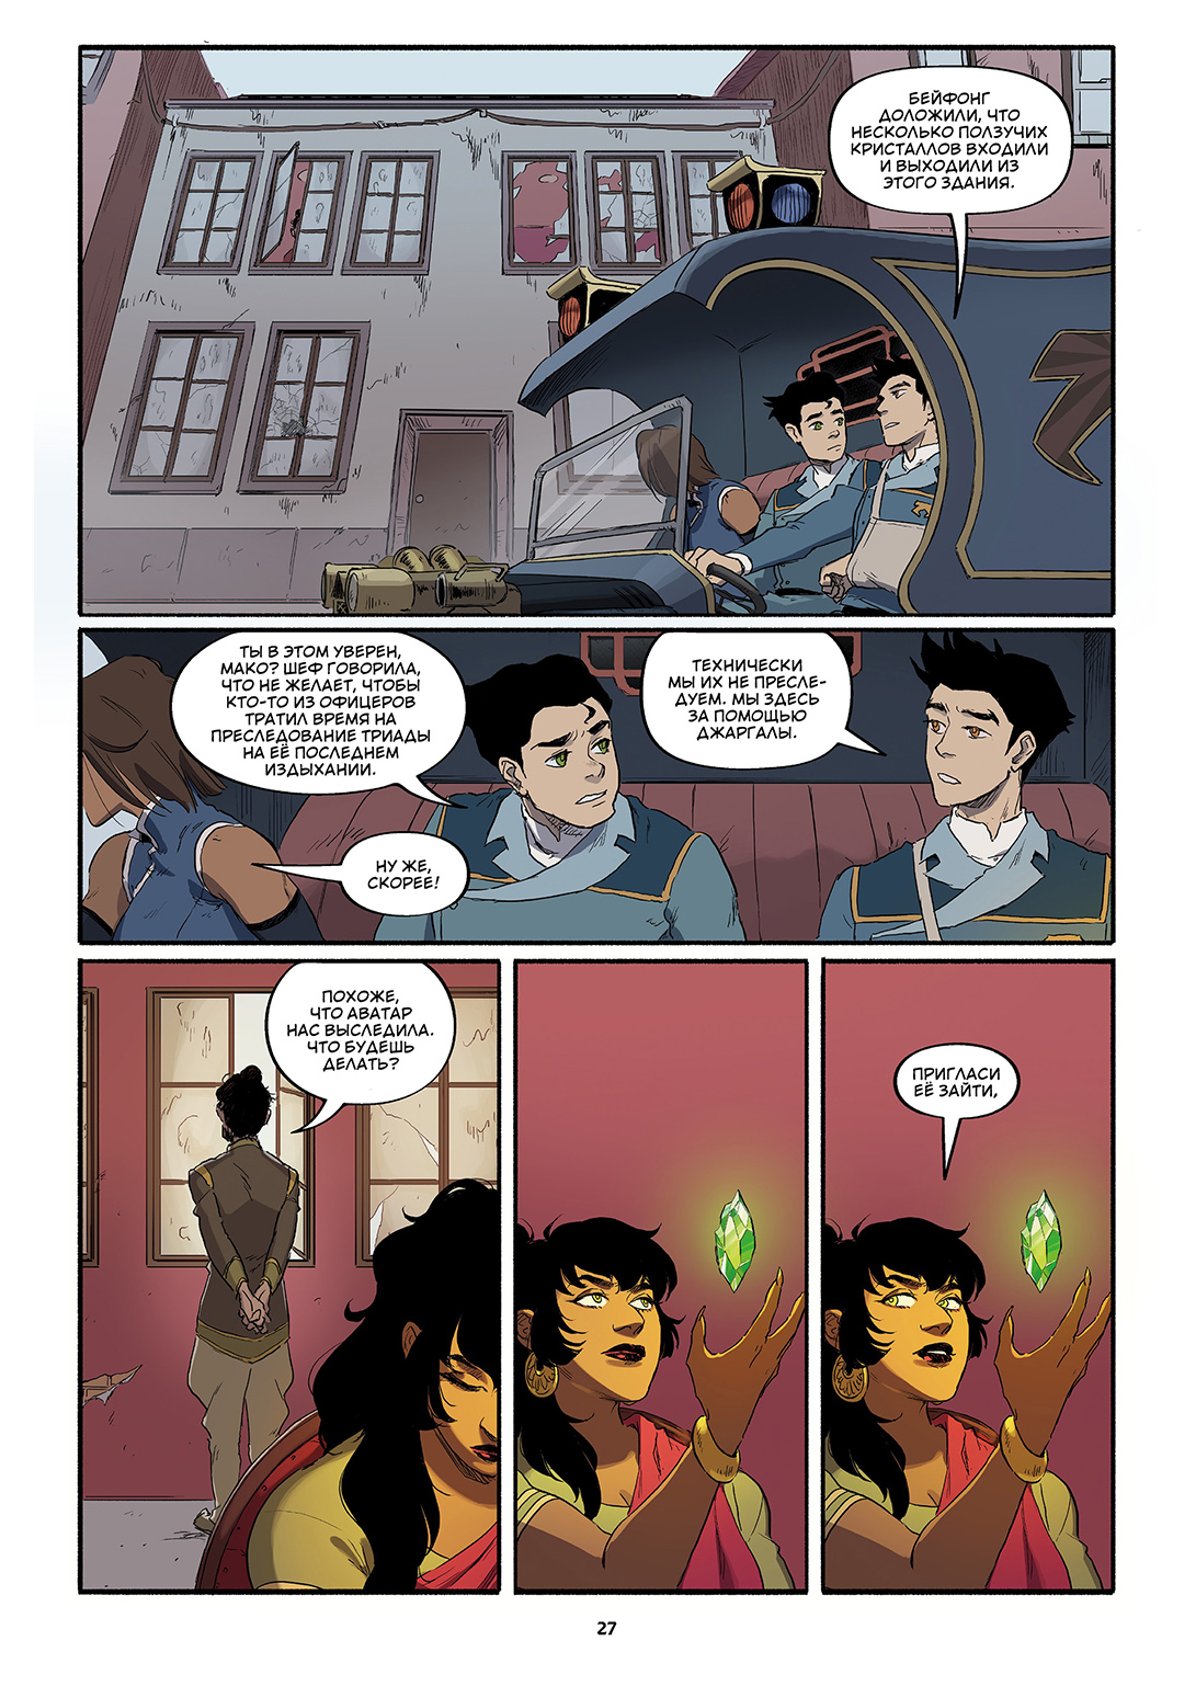 БЕЙФОНГ
ДОЛОЖИЛИ, ЧТО
НЕСКОЛЬКО ПОЛЗУЧИХ
КРИСТАЛЛОВ ВХОДИЛИ
И ВЫХОДИЛИ ИЗ
ЭТОГО ЗДАНИЯ.
ТЫ В ЭТОМ УВЕРЕН,
МАКО? ШЕФ ГОВОРИЛА,
ЧТО НЕ ЖЕЛАЕТ, ЧТОБЫ
КТО-ТО ИЗ ОФИЦЕРОВ
ТРАТИЛ ВРЕМЯ НА
ПРЕСЛЕДОВАНИЕ ТРИАДЫ
НА ЕЁ ПОСЛЕДНЕМ
ИЗДЫХАНИИ.
ТЕХНИЧЕСКИ
МЫ ИХ НЕ ПРЕСЛЕ-
ДУЕМ. МЫ ЗДЕСЬ
ЗА ПОМОЩЬЮ
ДЖАРГАЛЫ.
НУ ЖЕ,
СКОРЕЕ!
ПОХОЖЕ,
ЧТО АВАТАР
НАС ВЫСЛЕДИЛА.
ЧТО БУДЕШЬ
ДЕЛАТЬ?
ПРИГЛАСИ
ЕЁ ЗАЙТИ,
27